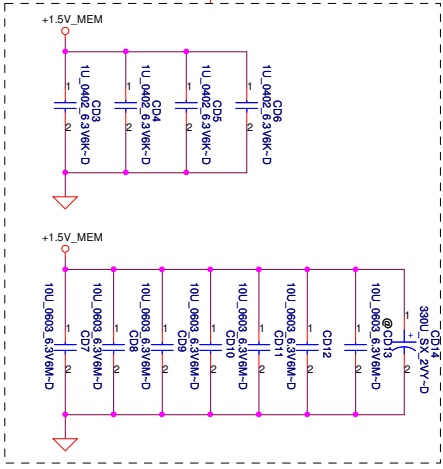 +1.5V_MEM
1
2
CD3
1U_0402_6.3V6K~D
1
2
CD4
1U_0402_6.3V6K~D
1
2
CD5
1U_0402_6.3V6K~D
1
2
CD6
1U_0402_6.3V6K~D
+1.5V_MEM
1
2
CD7
10U_0603_6.3V6M~D
1
2
CD8
10U_0603_6.3V6M~D
1
2
CD9
10U_0603_6.3V6M~D
1
2
CD10
10U_0603_6.3V6M~D
1
2
CD11
10U_0603_6.3V6M~D
1
2
CD12
10U_0603_6.3V6M~D
1
2
@CD13
10U_0603_6.3V6M~D
1
+
2
CD14
330U_SX_2VY~D